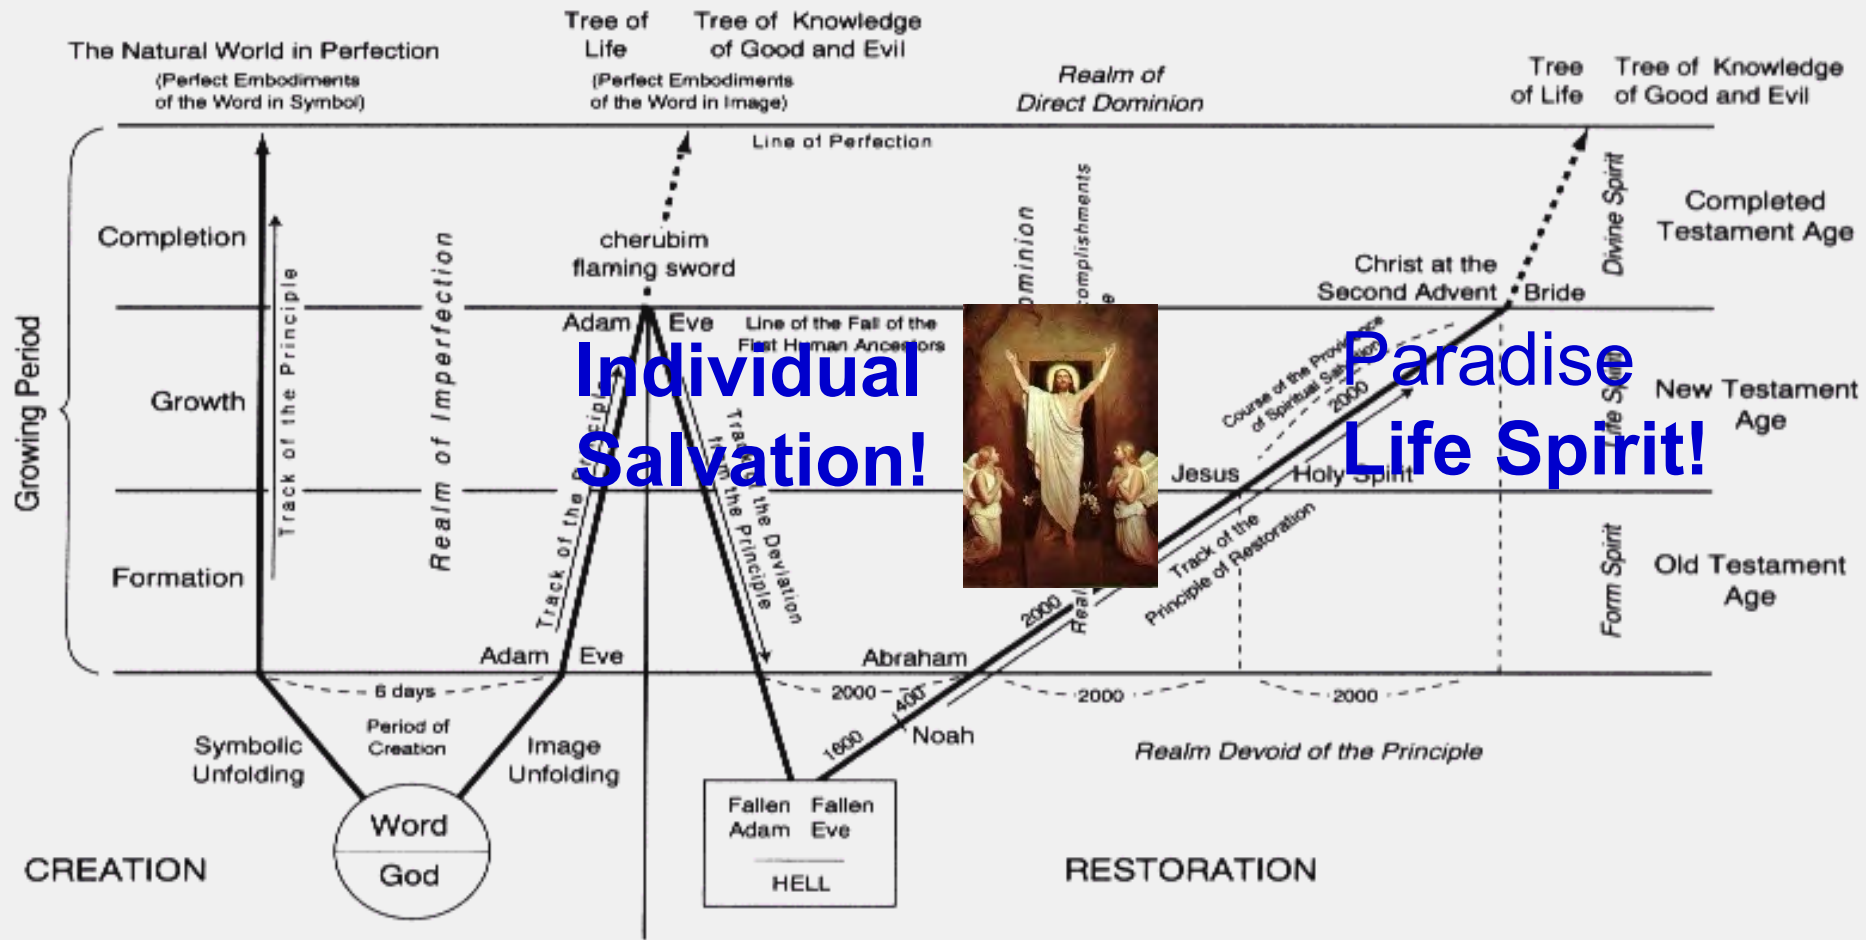 Tree of
Life
Tree of Knowledge
of Good and Evil
The Natural World in Perfection
(Perfect Embodiments
of the Word in Symbol)
(Perfect Embodiments
of the Word in Image)
Realm of
Direct Dominion
Tree
of Life
Tree of Knowledge
of Good and Evil
Line of Perfection
Growing Period
Completion
Growth
Formation
Track of the Principle
Realm of Imperfection
cherubim
flaming sword
Adam
Eve
Line of the Fall of the
First Human Ancestors
Individual
Salvation!
Track of the Principle
Track of the Deviation
from the Principle
Christ at the
Second Advent
Bride
Divine Spirit
Completed
Testament Age
Course of the Providence
of Spiritual Salvation
2000
Paradise
Life Spirit!
Life Spirit
New Testament
Age
Jesus
Holy Spirit
Track of the
Principle of Restoration
2000
Form Spirit
Old Testament
Age
Adam
Eve
Abraham
6 days
2000
2000
2000
400
1600
Noah
Period of
Creation
Symbolic
Unfolding
Image
Unfolding
Realm Devoid of the Principle
Word
God
Fallen Fallen
Adam Eve
HELL
CREATION
RESTORATION